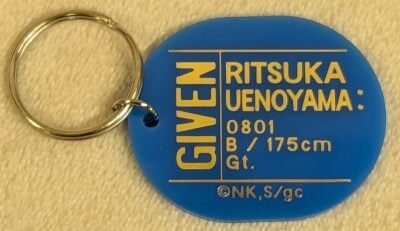 GIVEN
RITSUKA
UENOYAMA:
0801
B / 175cm
Gt.
©NK,S/gc